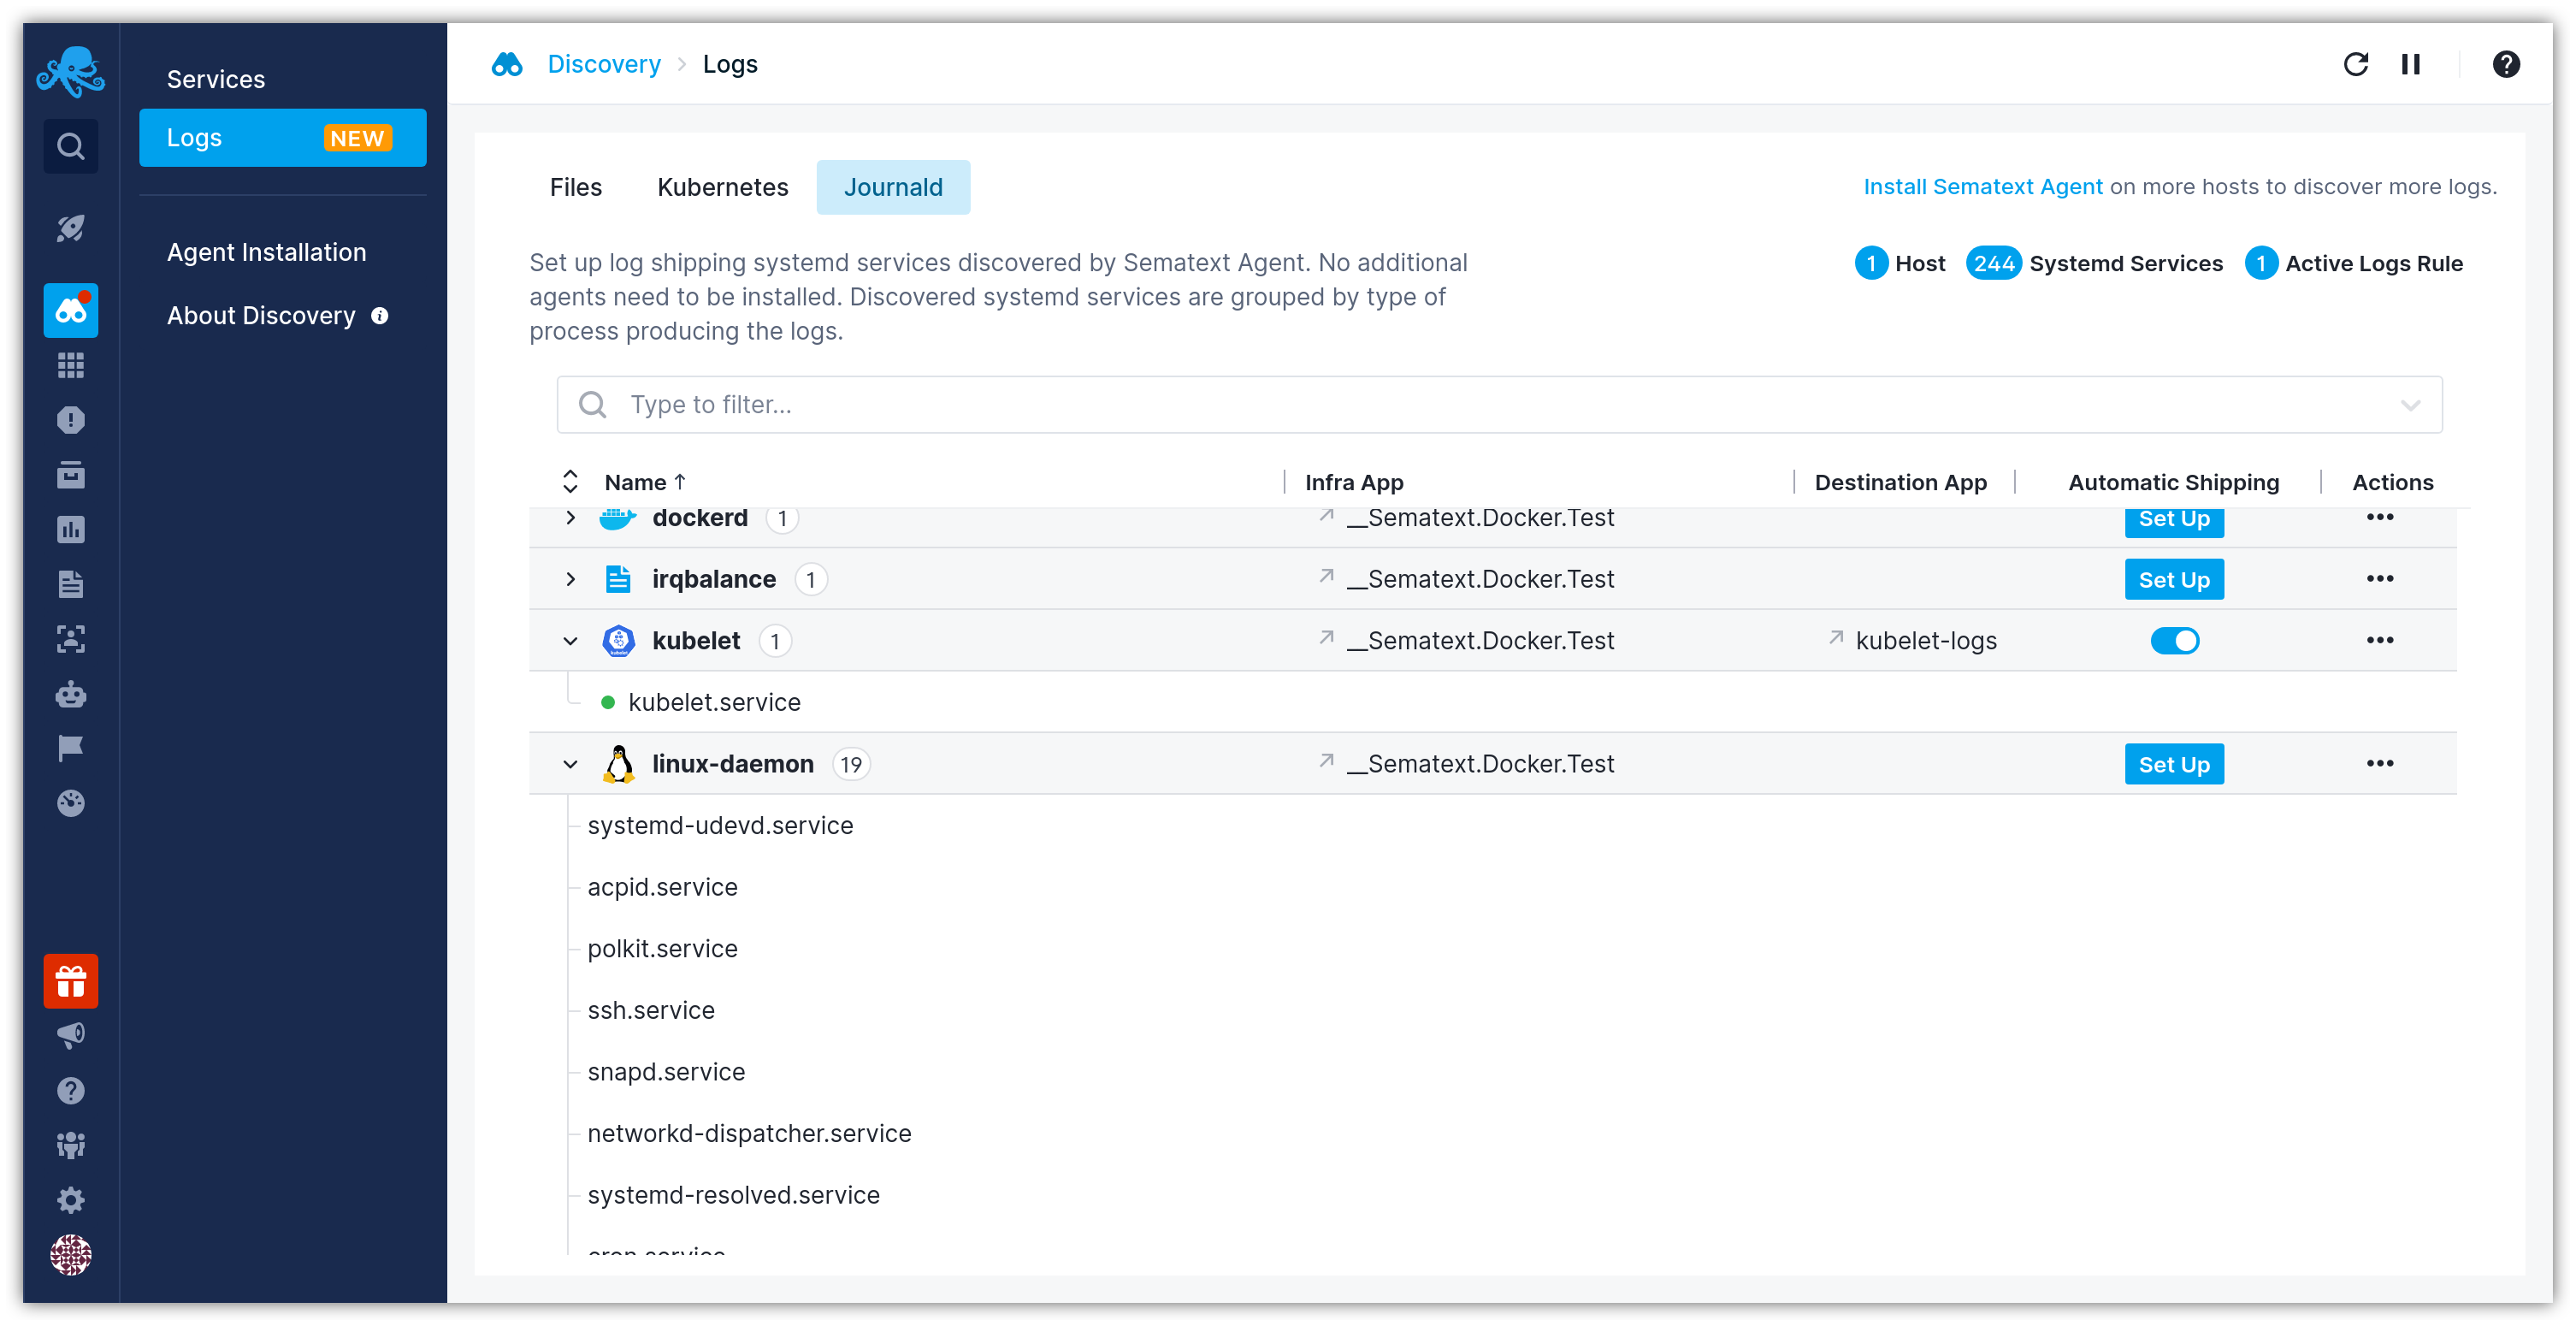 Services
Logs NEW
Agent Installation
About Discovery
Discovery > Logs
Files Kubernetes Journald
Install Sematext Agent on more hosts to discover more logs.
Set up log shipping systemd services discovered by Sematext Agent. No additional
agents need to be installed. Discovered systemd services are grouped by type of
process producing the logs.
1 Host 244 Systemd Services 1 Active Logs Rule
Type to filter...
Name ↑ Infra App Destination App Automatic Shipping Actions
dockerd 1 __Sematext.Docker.Test Set Up
irqbalance 1 __Sematext.Docker.Test Set Up
kubelet 1 __Sematext.Docker.Test kubelet-logs
kubelet.service
linux-daemon 19 __Sematext.Docker.Test Set Up
systemd-udevd.service
acpid.service
polkit.service
ssh.service
snapd.service
networkd-dispatcher.service
systemd-resolved.service
cron.service